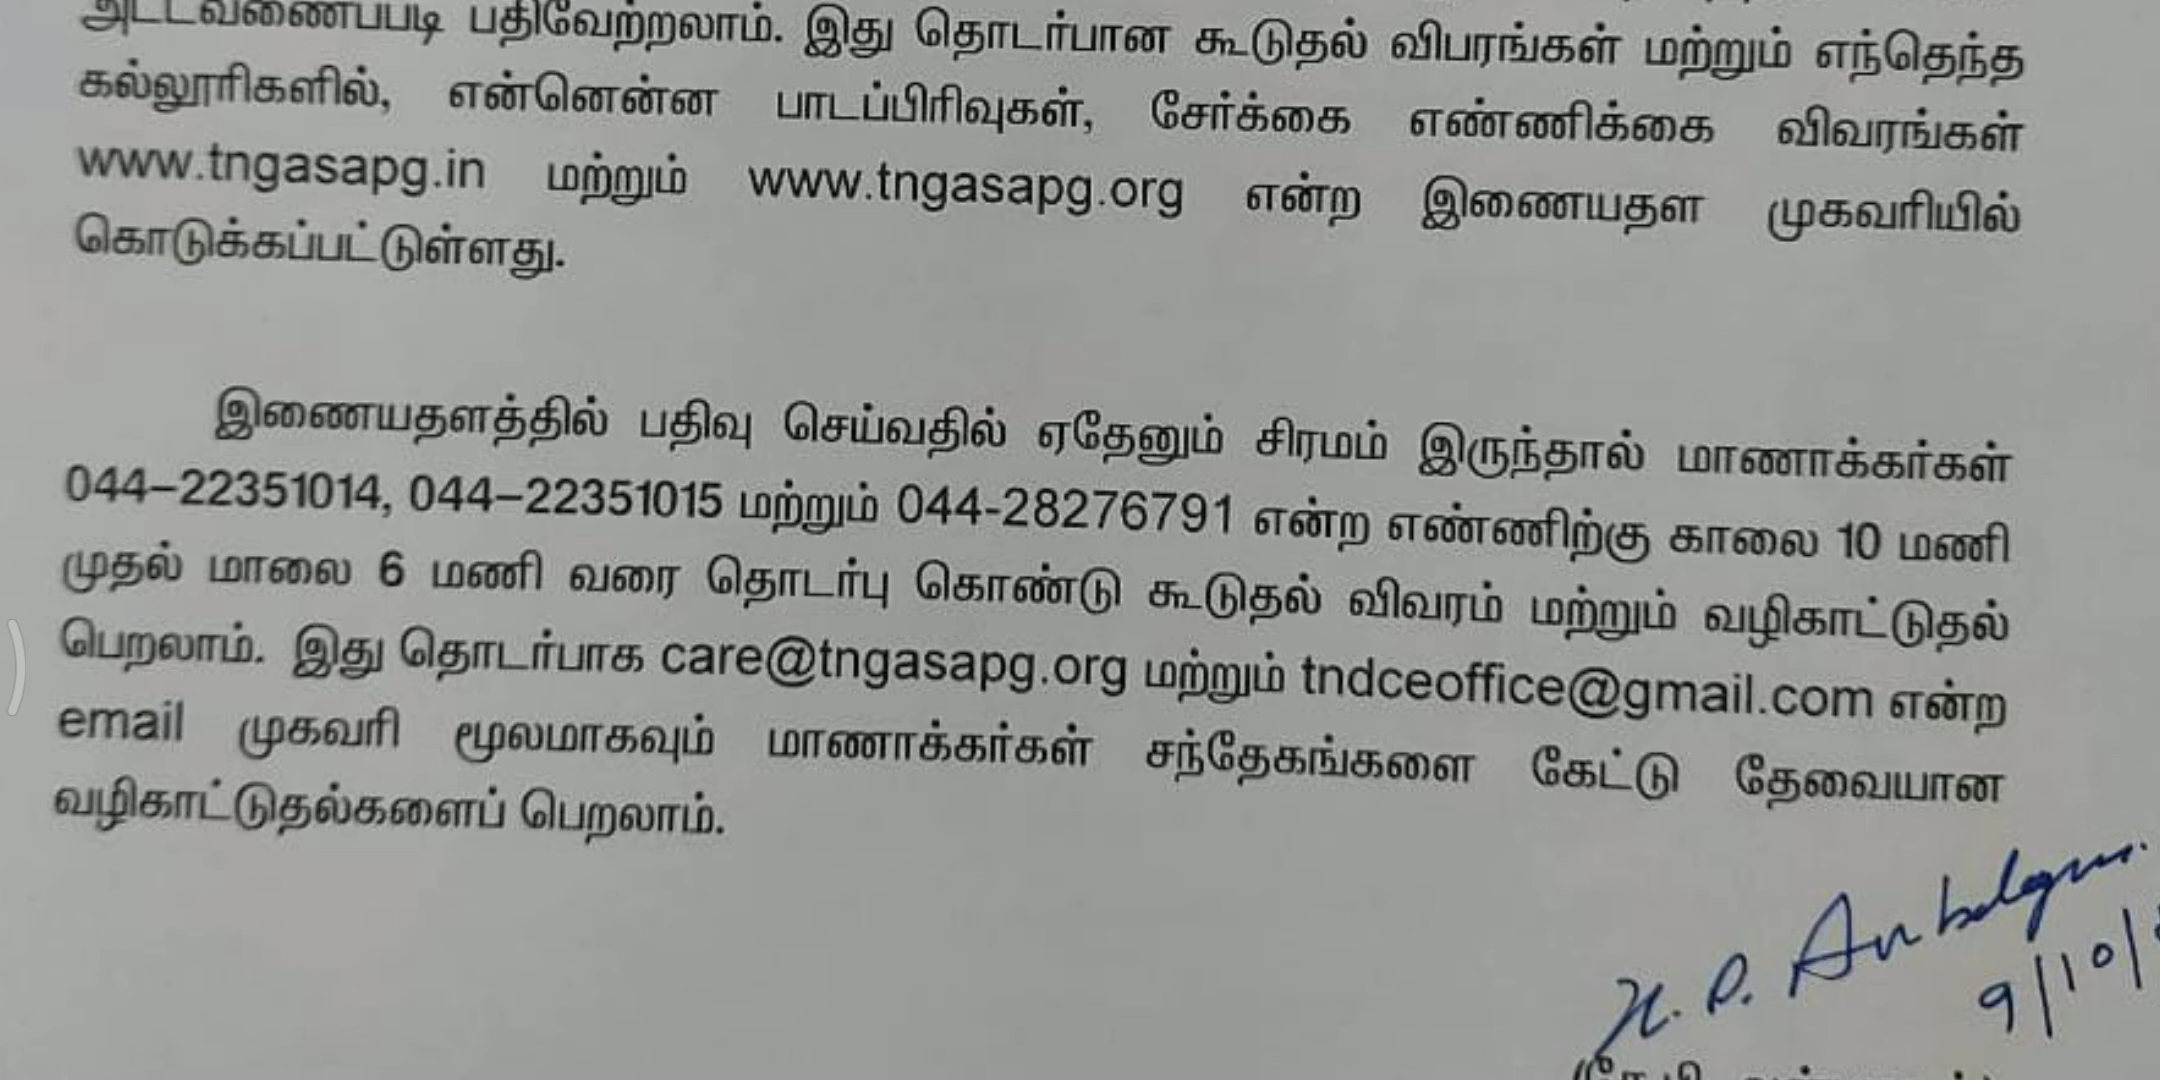 அட்டவணைப்படி பதிவேற்றலாம். இது தொடர்பான கூடுதல் விபரங்கள் மற்றும் எந்தெந்த
கல்லூரிகளில், என்னென்ன பாடப்பிரிவுகள், சேர்க்கை எண்ணிக்கை விவரங்கள்
www.tngasapg.in மற்றும் www.tngasapg.org என்ற இணையதள முகவரியில்
கொடுக்கப்பட்டுள்ளது.
இணையதளத்தில் பதிவு செய்வதில் ஏதேனும் சிரமம் இருந்தால் மாணாக்கர்கள்
044–22351014, 044–22351015 மற்றும் 044-28276791 என்ற எண்ணிற்கு காலை 10 மணி
முதல் மாலை 6 மணி வரை தொடர்பு கொண்டு கூடுதல் விவரம் மற்றும் வழிகாட்டுதல்
பெறலாம். இது தொடர்பாக care@tngasapg.org மற்றும் tndceoffice@gmail.com என்ற
email முகவரி மூலமாகவும் மாணாக்கர்கள் சந்தேகங்களை கேட்டு தேவையான
வழிகாட்டுதல்களைப் பெறலாம்.
K. P. Anbalgan.
9/10/